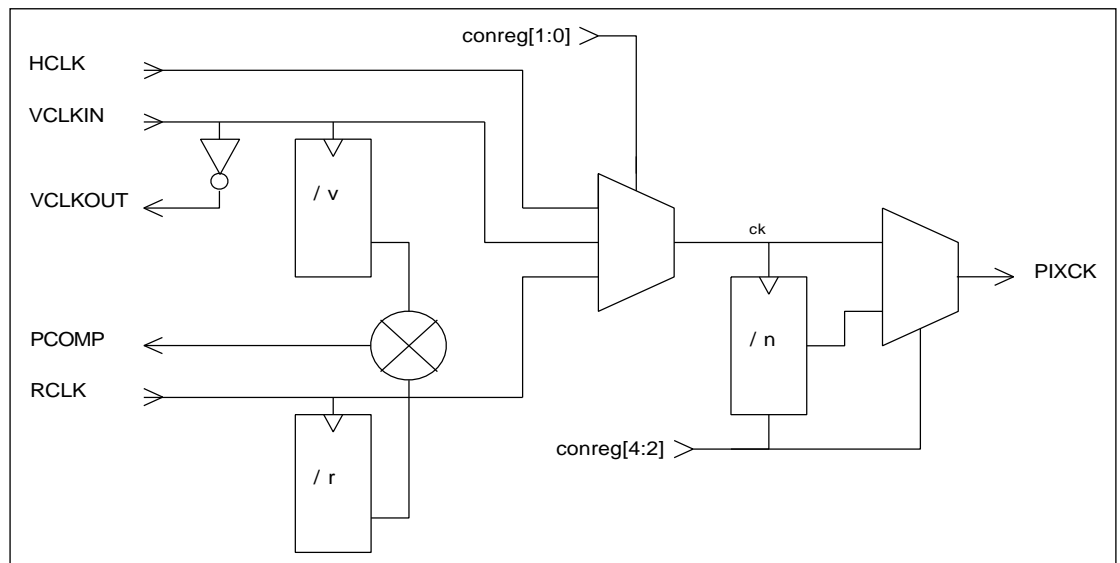 conreg[1:0]
HCLK
VCLKIN
/ v
VCLKOUT
ck
PIXCK
PCOMP
/ n
RCLK
conreg[4:2]
/ r